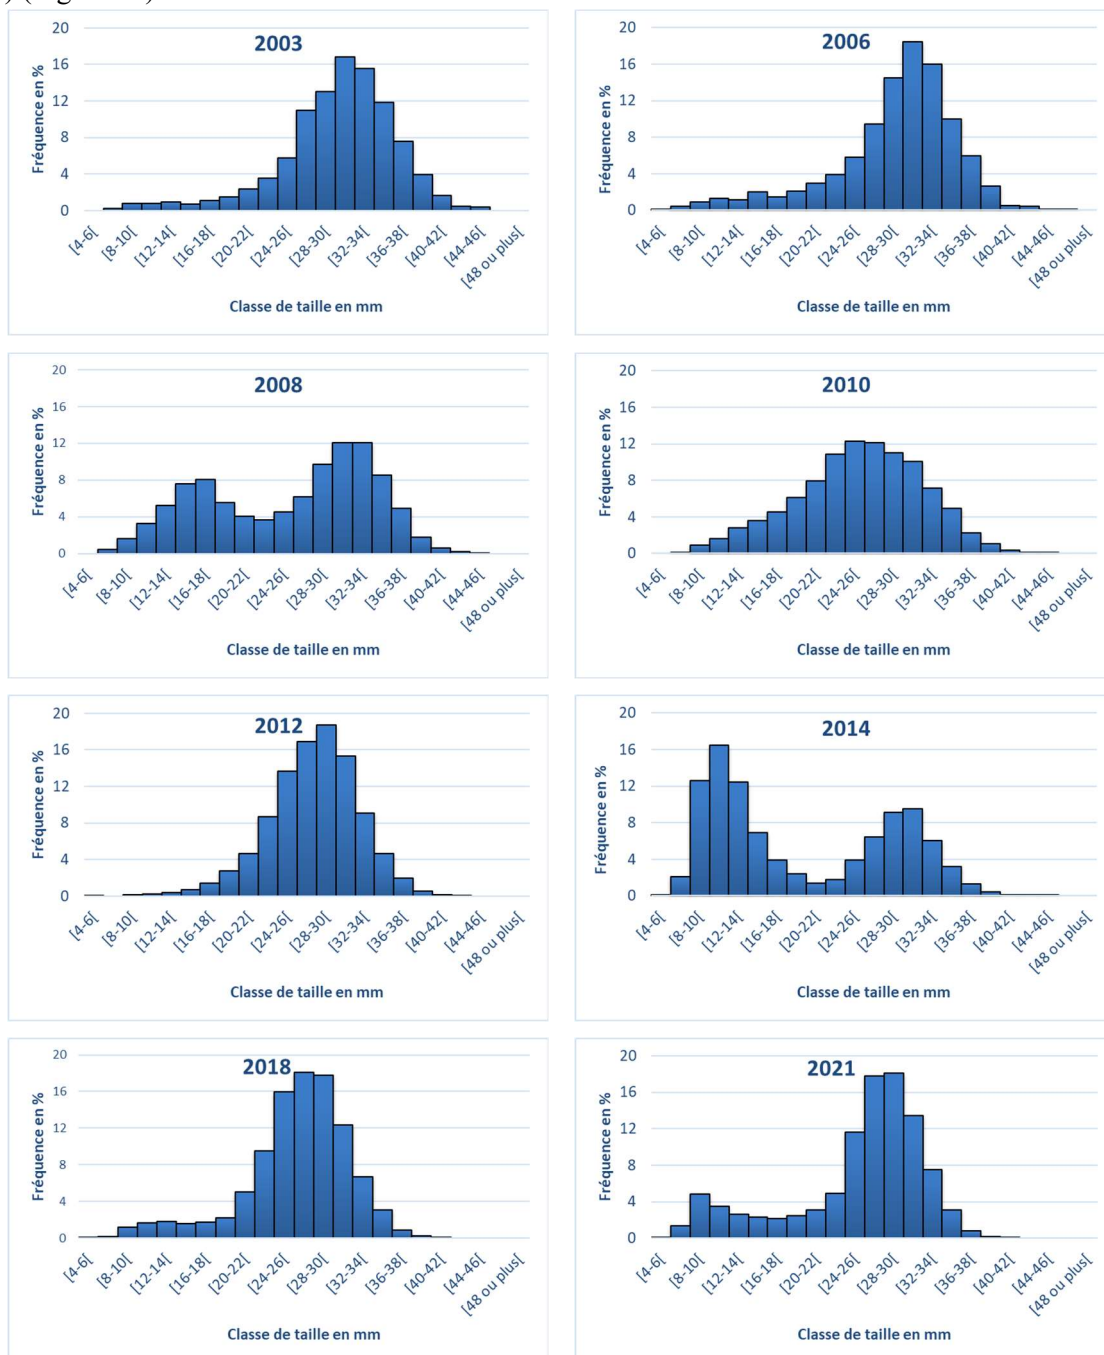 2003
Fréquence en %
20
16
12
8
4
0
[4-6[ [8-10[ [12-14[ [16-18[ [20-22[ [24-26[ [28-30[ [32-34[ [36-38[ [40-42[ [44-46[ [48 ou plus[
Classe de taille en mm
2006
Fréquence en %
20
16
12
8
4
0
[4-6[ [8-10[ [12-14[ [16-18[ [20-22[ [24-26[ [28-30[ [32-34[ [36-38[ [40-42[ [44-46[ [48 ou plus[
Classe de taille en mm
2008
Fréquence en %
20
16
12
8
4
0
[4-6[ [8-10[ [12-14[ [16-18[ [20-22[ [24-26[ [28-30[ [32-34[ [36-38[ [40-42[ [44-46[ [48 ou plus[
Classe de taille en mm
2010
Fréquence en %
20
16
12
8
4
0
[4-6[ [8-10[ [12-14[ [16-18[ [20-22[ [24-26[ [28-30[ [32-34[ [36-38[ [40-42[ [44-46[ [48 ou plus[
Classe de taille en mm
2012
Fréquence en %
20
16
12
8
4
0
[4-6[ [8-10[ [12-14[ [16-18[ [20-22[ [24-26[ [28-30[ [32-34[ [36-38[ [40-42[ [44-46[ [48 ou plus[
Classe de taille en mm
2014
Fréquence en %
20
16
12
8
4
0
[4-6[ [8-10[ [12-14[ [16-18[ [20-22[ [24-26[ [28-30[ [32-34[ [36-38[ [40-42[ [44-46[ [48 ou plus[
Classe de taille en mm
2018
Fréquence en %
20
16
12
8
4
0
[4-6[ [8-10[ [12-14[ [16-18[ [20-22[ [24-26[ [28-30[ [32-34[ [36-38[ [40-42[ [44-46[ [48 ou plus[
Classe de taille en mm
2021
Fréquence en %
20
16
12
8
4
0
[4-6[ [8-10[ [12-14[ [16-18[ [20-22[ [24-26[ [28-30[ [32-34[ [36-38[ [40-42[ [44-46[ [48 ou plus[
Classe de taille en mm